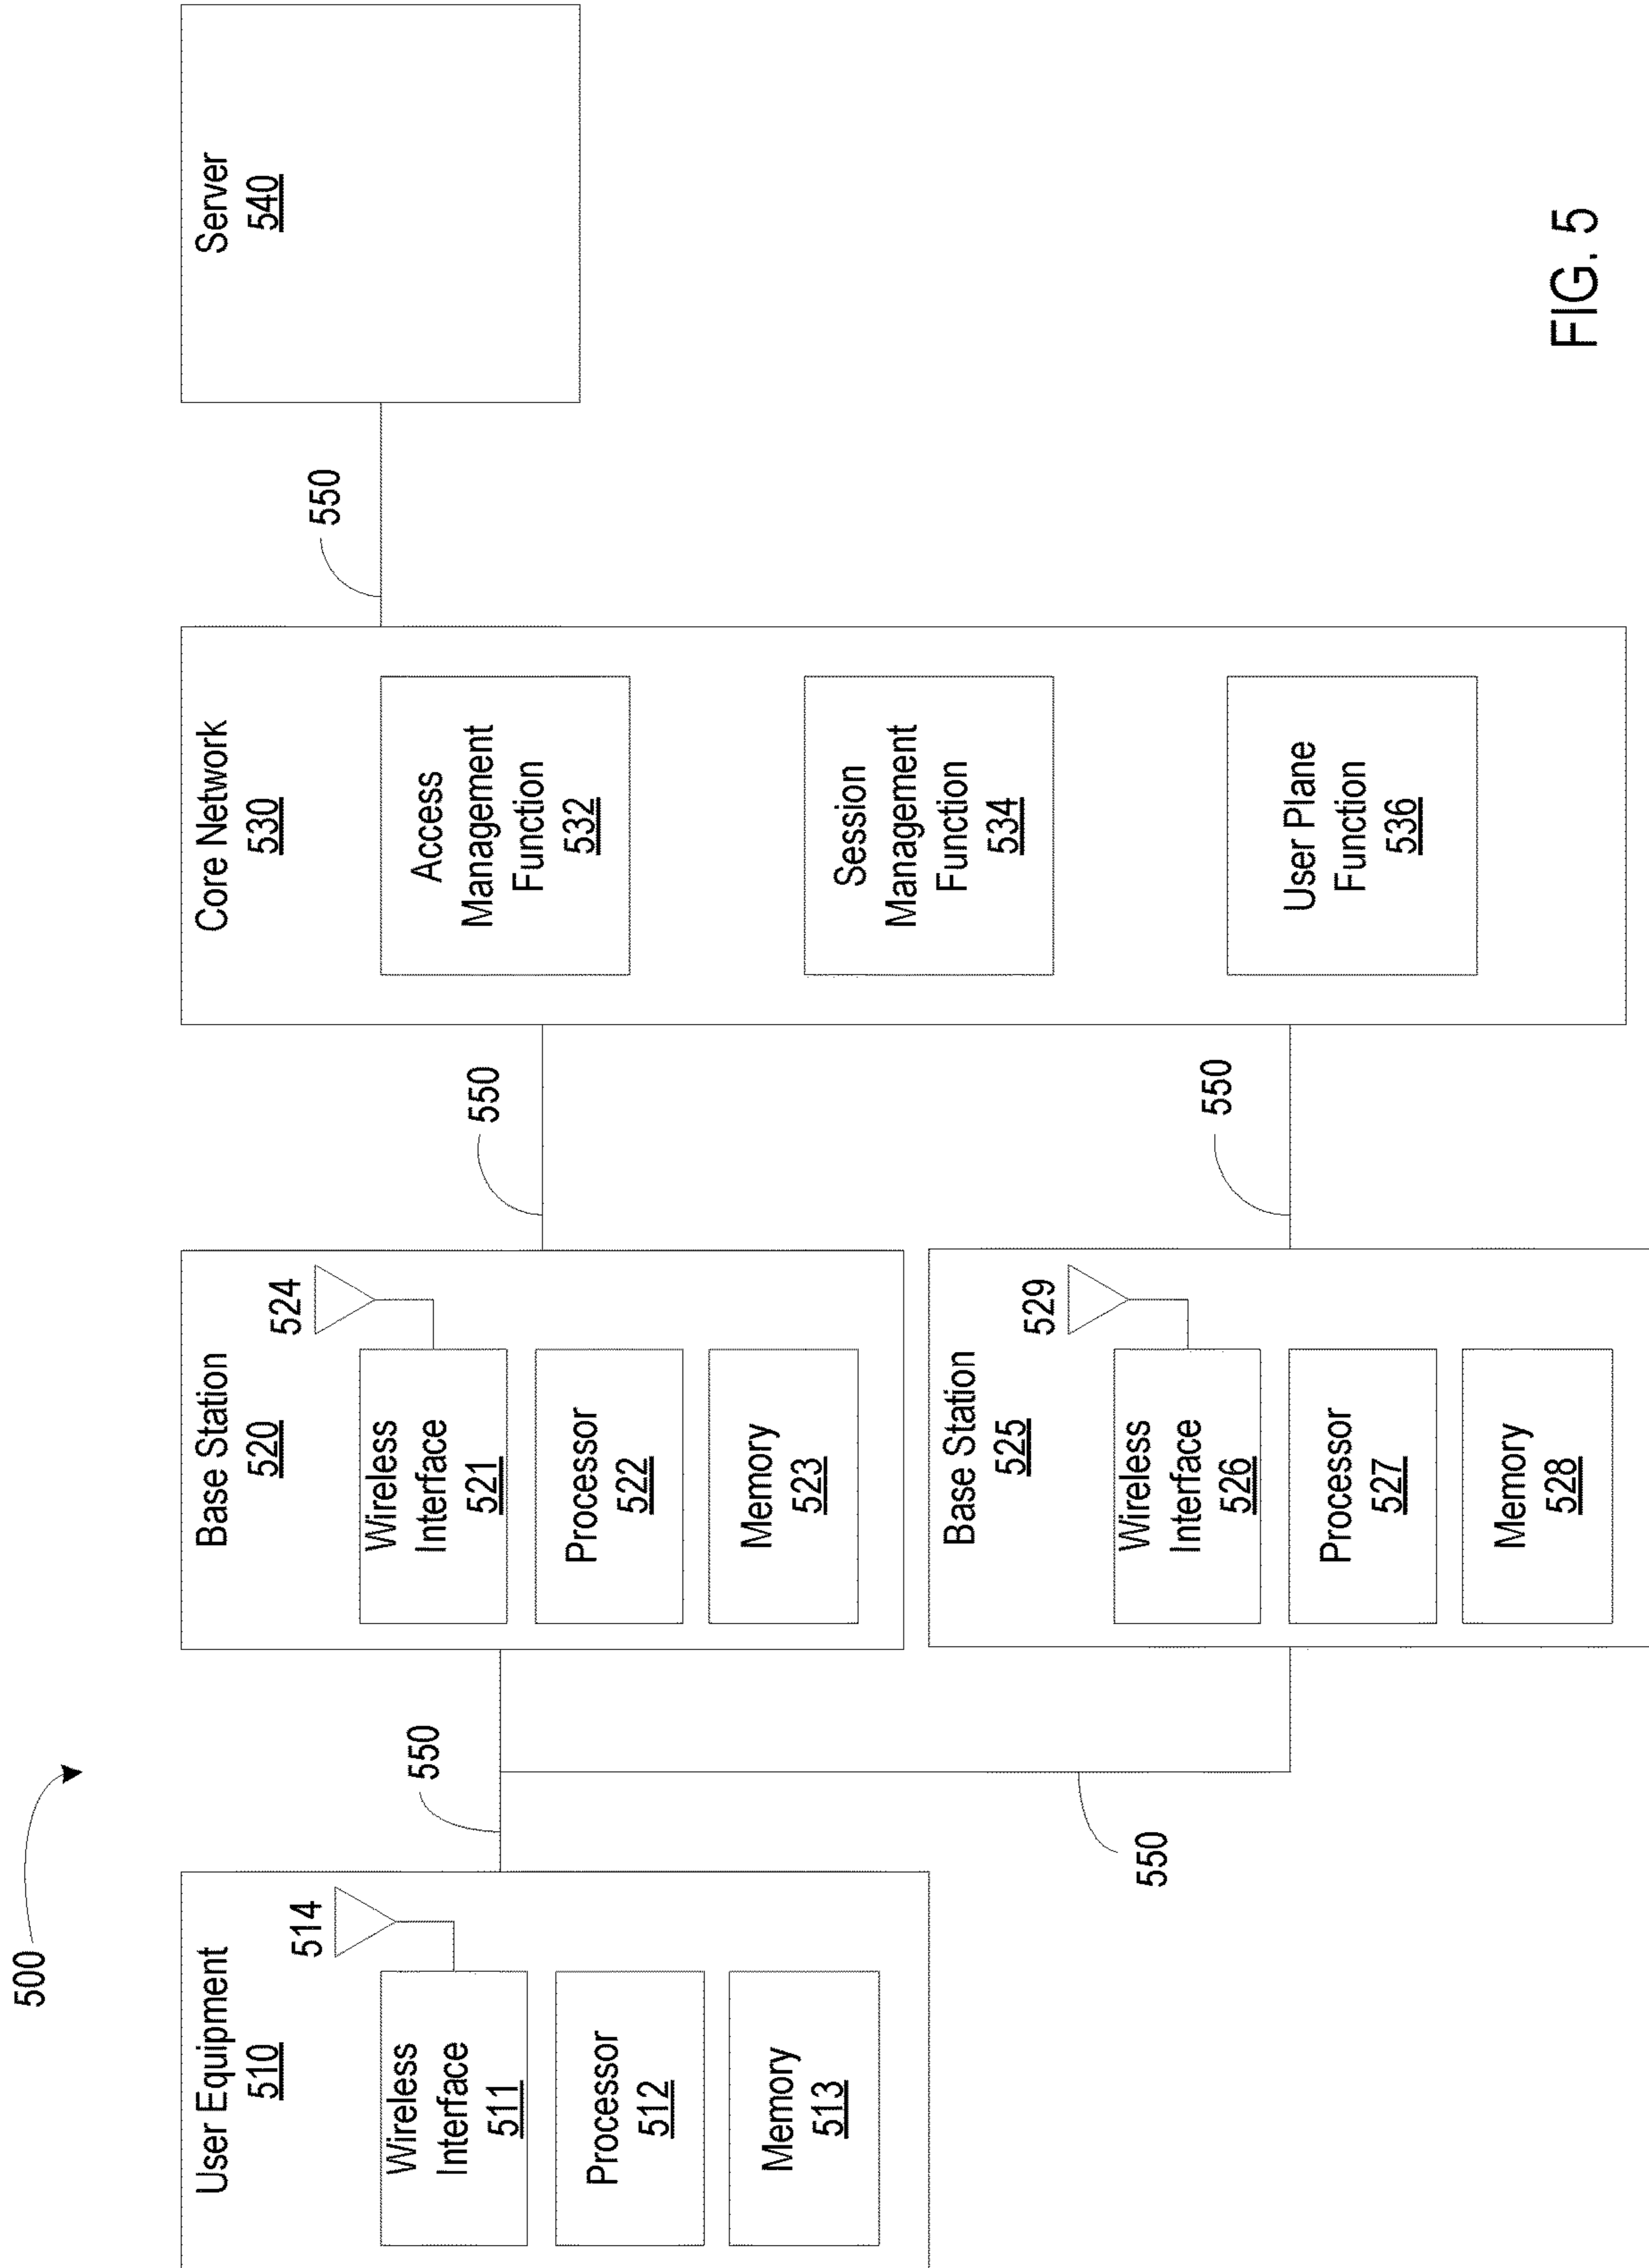 500
User Equipment
510
514
Wireless
Interface
511
Processor
512
Memory
513
550
550
Base Station
520
524
Wireless
Interface
521
Processor
522
Memory
523
Base Station
525
529
Wireless
Interface
526
Processor
527
Memory
528
550
550
Core Network
530
Access
Management
Function
532
Session
Management
Function
534
User Plane
Function
536
550
Server
540
FIG. 5